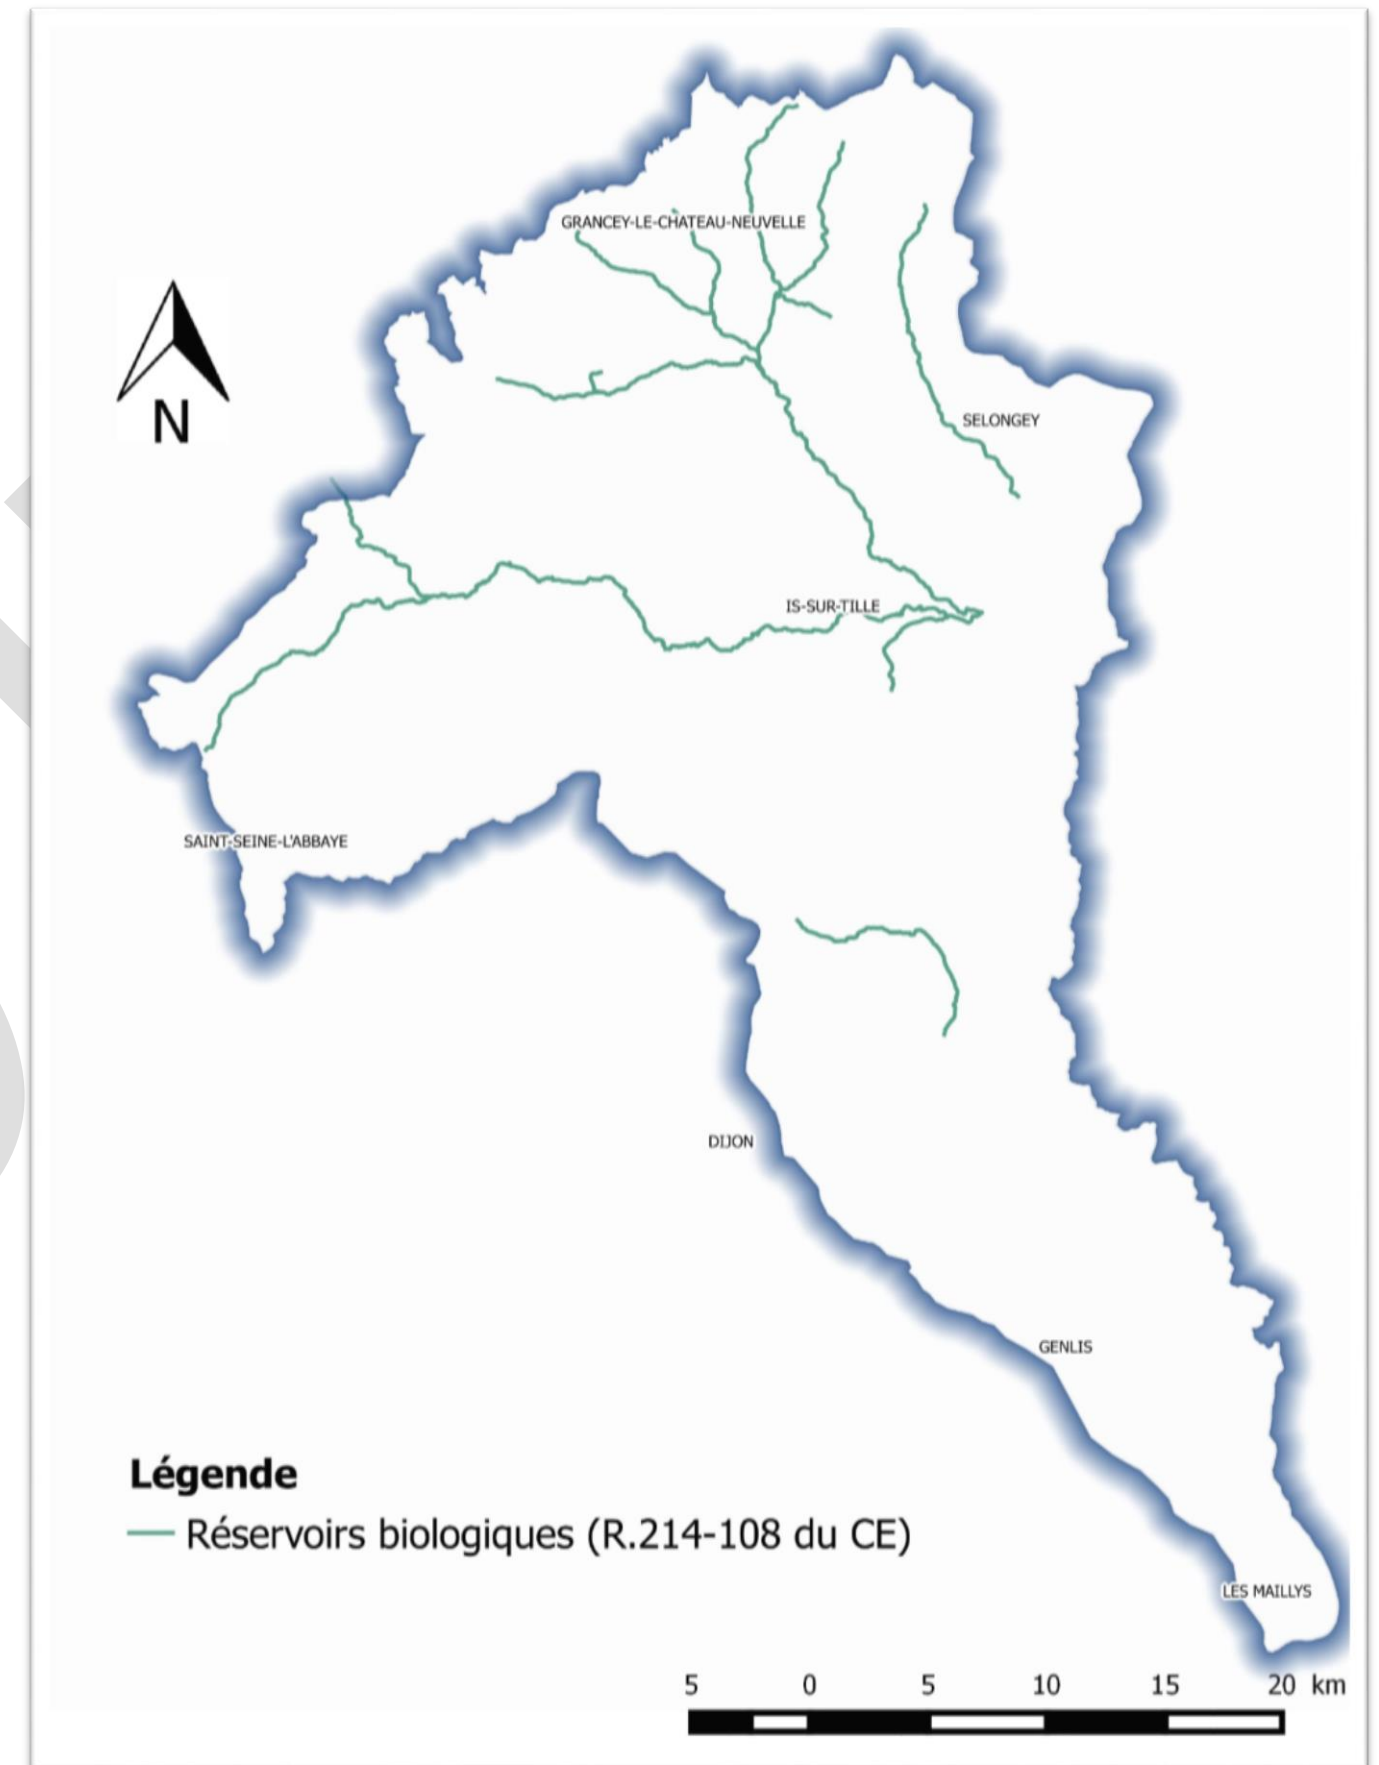 GRANCEY-LE-CHATEAU-NEUVELLE
N
SELONGEY
IS-SUR-TILLE
SAINT-SEINE-L'ABBAYE
DIJON
GENLIS
Légende
Réservoirs biologiques (R.214-108 du CE)
LES MAILLYS
5 0 5 10 15 20 km